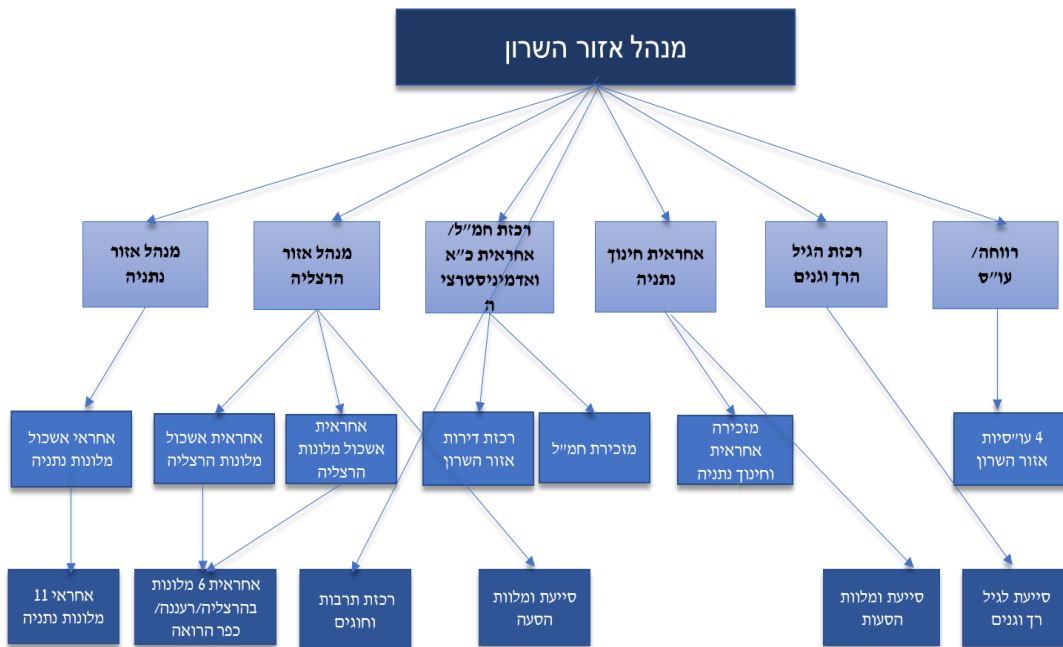 מנהל אזור השרון
רווחה/
עו"ס
רכזת הגיל
הרך וגנים
אחראית חינוך
נתניה
רכזת חמ"ל/
אחראית כ"א
ואדמיניסטרצי
ה
מנהל אזור
הרצליה
מנהל אזור
נתניה
4 עו"סיות
אזור השרון
מזכירה
אחראית
וחינוך נתניה
מזכירת חמ"ל
רכזת דירות
אזור השרון
אחראית
אשכול מלונות
הרצליה
אחראית אשכול
מלונות הרצליה
אחראי אשכול
מלונות נתניה
סייעת לגיל
רך וגנים
סייעת ומלוות
הסעות
סייעת ומלוות
הסעה
רכזת תרבות
וחוגים
אחראית 6 מלונות
בהרצליה/רעננה/
כפר הרואה
אחראי 11
מלונות נתניה